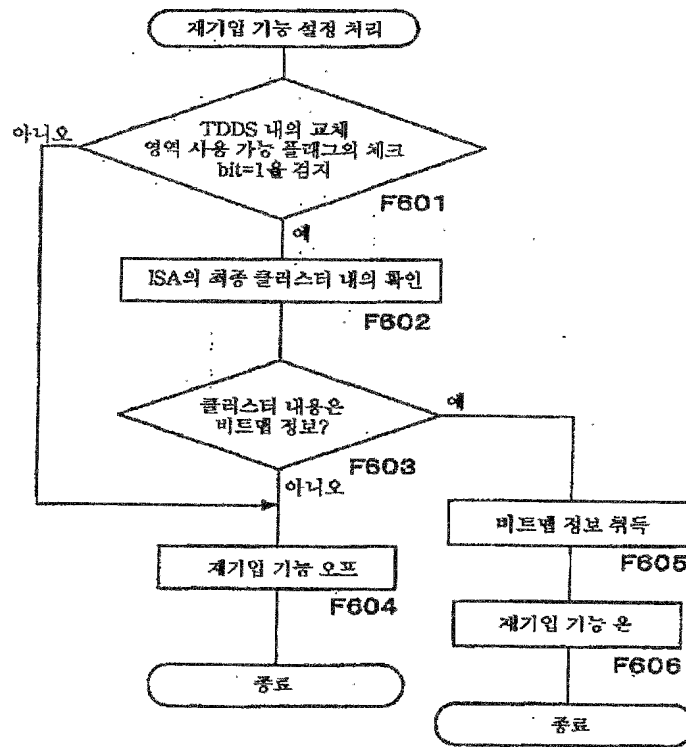 재기입 기능 설정 처리
아니오
TDDS 내의 교체
영역 사용 가능 플래그의 체크
bit=1을 검지
F601
예
ISA의 최종 클러스터 내의 확인
F602
클러스터 내용은
비트맵 정보?
예
F603
아니오
비트맵 정보 취득
F605
재기입 기능 오프
F604
재기입 기능 온
F606
종료
종료